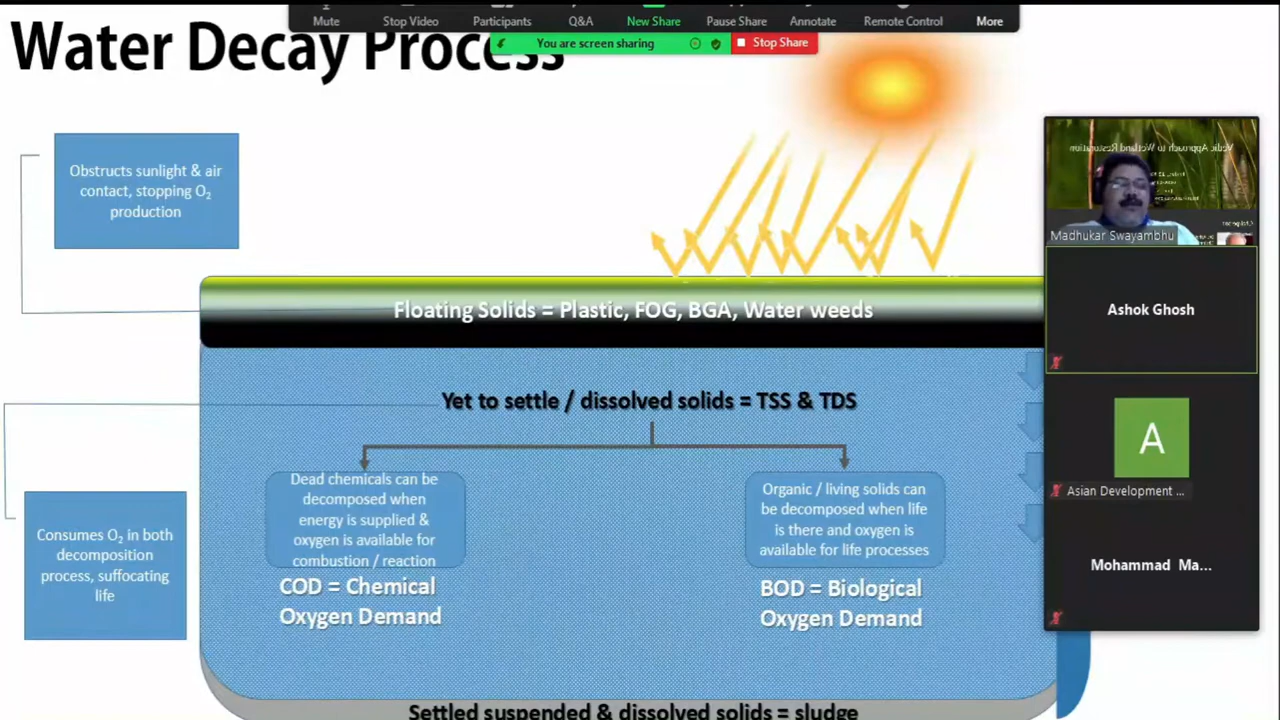 Mute
Stop Video
Participants
Q&A
New Share
Pause Share
Annotate
Remote Control
More
You are screen sharing
Stop Share
Water Decay Process
Obstructs sunlight & air
contact, stopping O₂
production
Floating Solids = Plastic, FOG, BGA, Water weeds
Yet to settle / dissolved solids = TSS & TDS
Dead chemicals can be
decomposed when
energy is supplied &
oxygen is available for
combustion / reaction
COD = Chemical
Oxygen Demand
Organic / living solids can
be decomposed when life
is there and oxygen is
available for life processes
BOD = Biological
Oxygen Demand
Consumes O₂ in both
decomposition
process, suffocating
life
Settled suspended & dissolved solids = sludge
Vedic Approach to Wetland Restoration
Madhukar Swayambhu
Ashok Ghosh
A
Asian Development ...
Mohammad Ma...